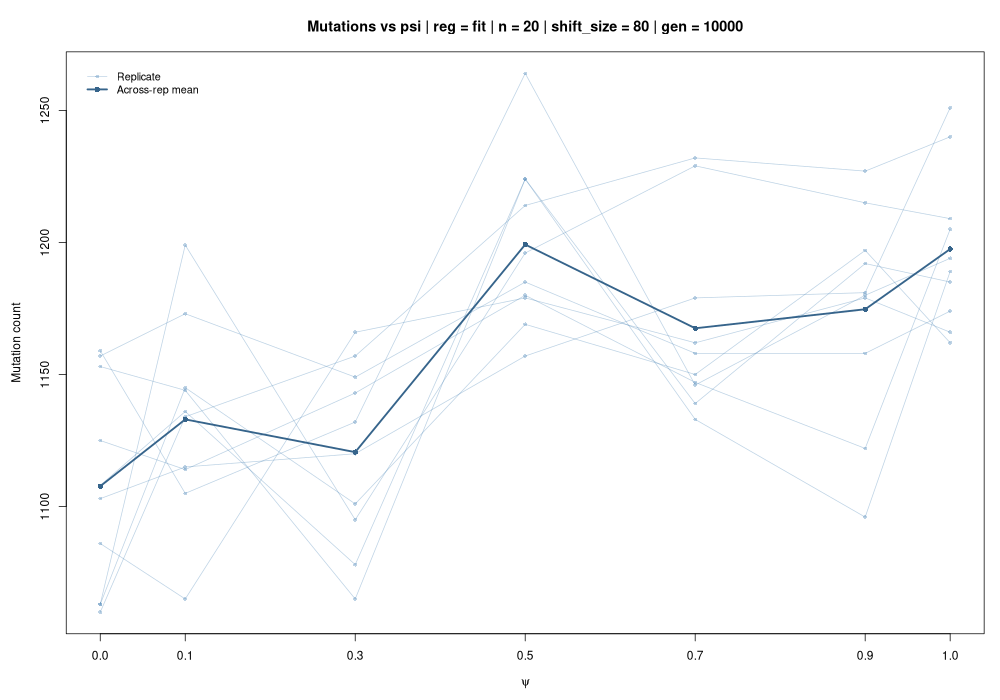 Mutations vs psi | reg = fit | n = 20 | shift_size = 80 | gen = 10000
Replicate
Across-rep mean
1250
1200
1150
1100
Mutation count
0.0 0.1 0.3 0.5 0.7 0.9 1.0
ψ